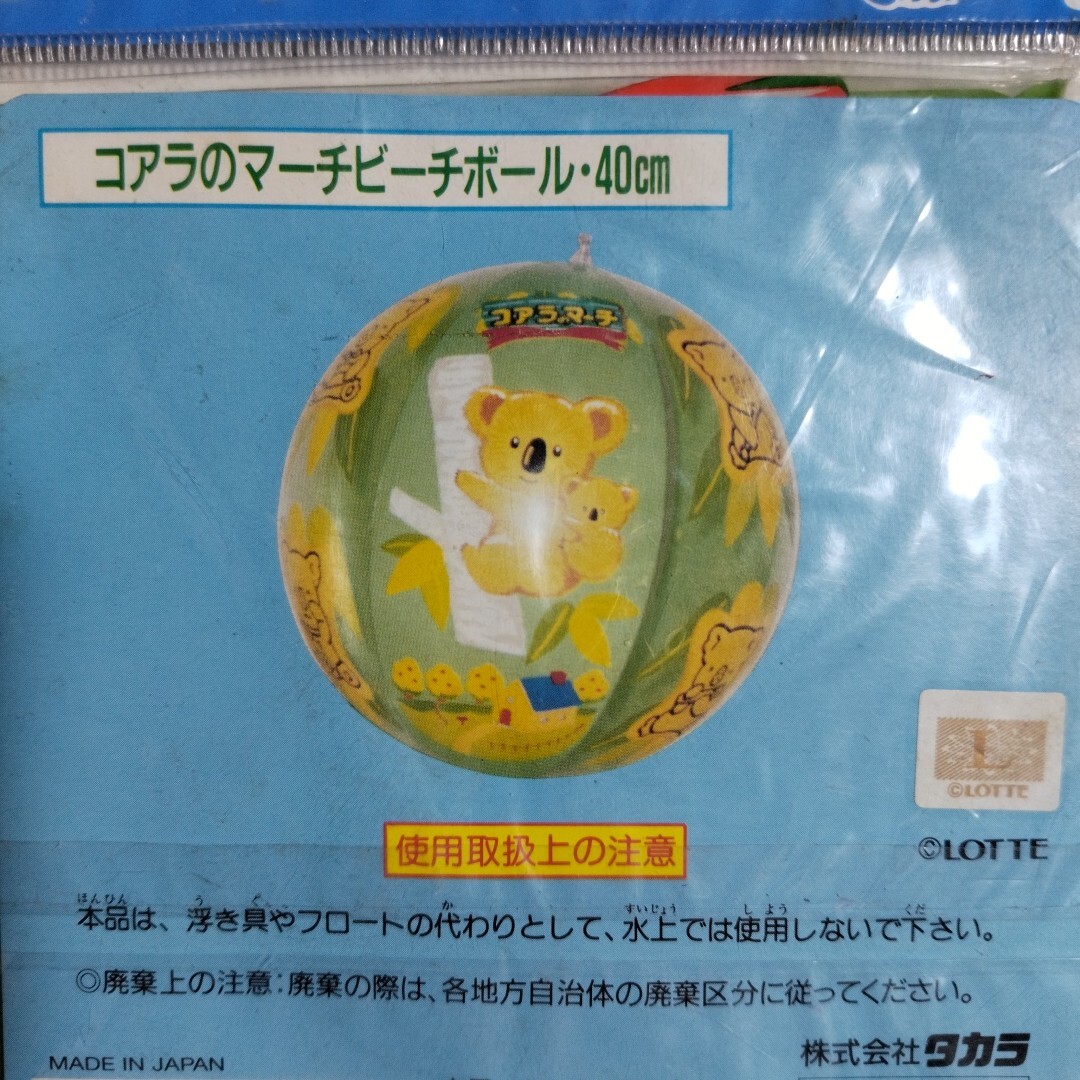 コアラのマーチビーチボール・40cm
コアラのマーチ
L
©LOTTE
©LOTTE
使用取扱上の注意
本品は、浮き具やフロートの代わりとして、水上では使用しないで下さい。
◎廃棄上の注意：廃棄の際は、各地方自治体の廃棄区分に従ってください。
MADE IN JAPAN
株式会社タカラ